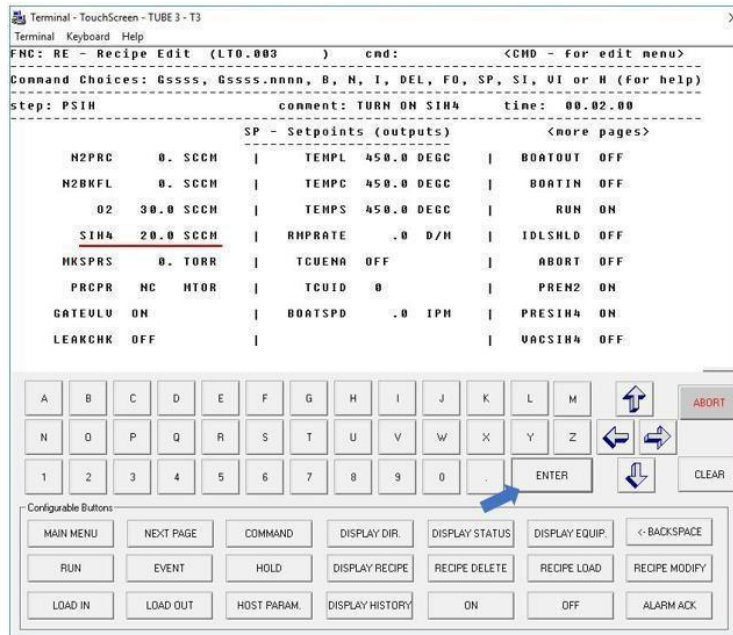 Terminal - TouchScreen - TUBE 3 - T3
Terminal Keyboard Help
FNC: RE - Recipe Edit (LTO.003 ) cmd: <CMD - for edit menu>
Command Choices: Gssss, Gssss.nnnn, B, N, I, DEL, FO, SP, SI, VI or H (for help)
step: PSIH comment: TURN ON SIH4 time: 00.02.00
SP - Setpoints (outputs) <more pages>
N2PRC 0. SCCM | TEMPL 450.0 DEGC | BOATOUT OFF
N2BKFL 0. SCCM | TEMPC 450.0 DEGC | BOATIN OFF
O2 30.0 SCCM | TEMPS 450.0 DEGC | RUN ON
SIH4 20.0 SCCM | RMPRATE .0 D/M | IDLSHLD OFF
MKSPRS 0. TORR | TCUENA OFF | ABORT OFF
PRCPR NC MTOR | TCUID 0 | PREN2 ON
GATEVLV ON | BOATSPD .0 IPM | PRESIH4 ON
LEAKCHK OFF | | VACSIH4 OFF
A B C D E F G H I J K L M ABORT
N O P Q R S T U V W X Y Z
1 2 3 4 5 6 7 8 9 0 . ENTER CLEAR
Configurable Buttons
MAIN MENU NEXT PAGE COMMAND DISPLAY DIR. DISPLAY STATUS DISPLAY EQUIP. <- BACKSPACE
RUN EVENT HOLD DISPLAY RECIPE RECIPE DELETE RECIPE LOAD RECIPE MODIFY
LOAD IN LOAD OUT HOST PARAM. DISPLAY HISTORY ON OFF ALARM ACK